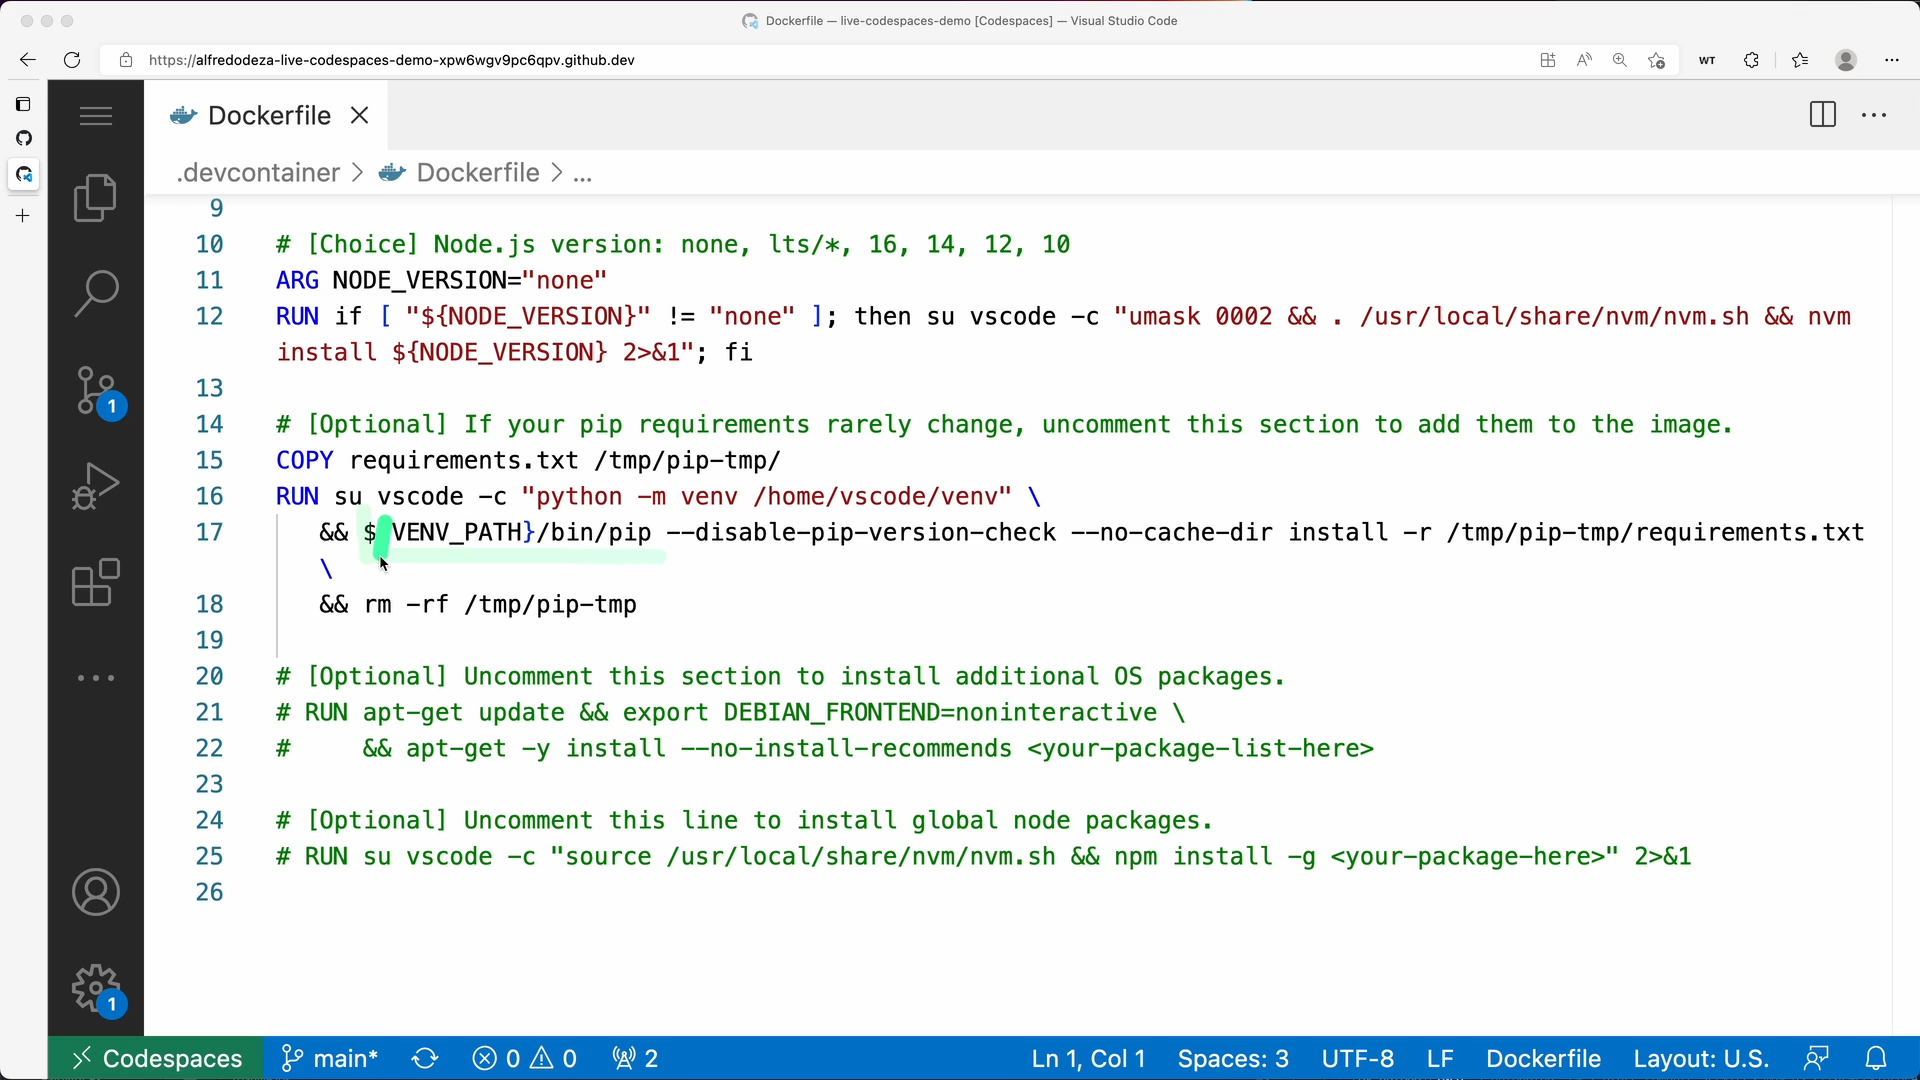 Dockerfile — live-codespaces-demo [Codespaces] — Visual Studio Code
https://alfredodeza-live-codespaces-demo-xpw6wgv9pc6qpv.github.dev
WT
Dockerfile
.devcontainer > Dockerfile > ...
9
10 # [Choice] Node.js version: none, lts/*, 16, 14, 12, 10
11 ARG NODE_VERSION="none"
12 RUN if [ "${NODE_VERSION}" != "none" ]; then su vscode -c "umask 0002 && . /usr/local/share/nvm/nvm.sh && nvm
install ${NODE_VERSION} 2>&1"; fi
13
14 # [Optional] If your pip requirements rarely change, uncomment this section to add them to the image.
15 COPY requirements.txt /tmp/pip-tmp/
16 RUN su vscode -c "python -m venv /home/vscode/venv" \
17 && $ VENV_PATH}/bin/pip --disable-pip-version-check --no-cache-dir install -r /tmp/pip-tmp/requirements.txt
\
18 && rm -rf /tmp/pip-tmp
19
20 # [Optional] Uncomment this section to install additional OS packages.
21 # RUN apt-get update && export DEBIAN_FRONTEND=noninteractive \
22 # && apt-get -y install --no-install-recommends <your-package-list-here>
23
24 # [Optional] Uncomment this line to install global node packages.
25 # RUN su vscode -c "source /usr/local/share/nvm/nvm.sh && npm install -g <your-package-here>" 2>&1
26
1
1
Codespaces main* 0 0 2 Ln 1, Col 1 Spaces: 3 UTF-8 LF Dockerfile Layout: U.S.